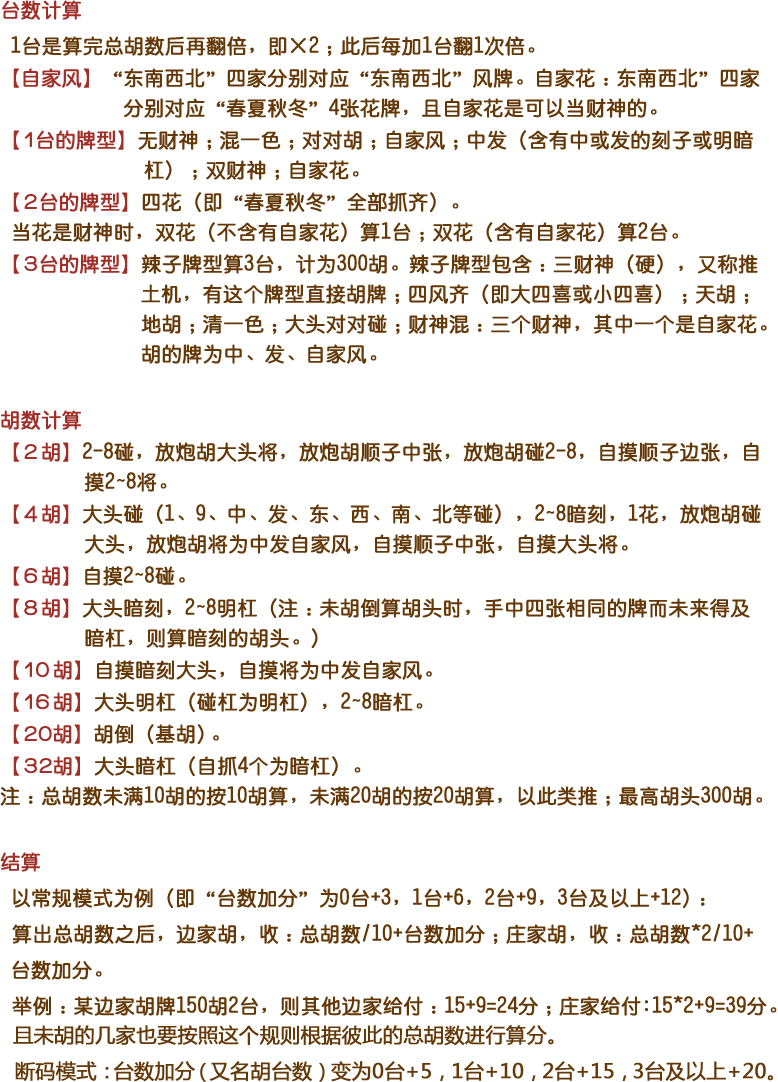 台数计算
1台是算完总胡数后再翻倍，即×2；此后每加1台翻1次倍。
【自家风】 “东南西北”四家分别对应“东南西北”风牌。自家花：东南西北”四家
分别对应“春夏秋冬”4张花牌，且自家花是可以当财神的。
【1台的牌型】无财神；混一色；对对胡；自家风；中发（含有中或发的刻子或明暗
杠）；双财神；自家花。
【2台的牌型】四花（即“春夏秋冬”全部抓齐）。
当花是财神时，双花（不含有自家花）算1台；双花（含有自家花）算2台。
【3台的牌型】辣子牌型算3台，计为300胡。辣子牌型包含：三财神（硬），又称推
土机，有这个牌型直接胡牌；四风齐（即大四喜或小四喜）；天胡；
地胡；清一色；大头对对碰；财神混：三个财神，其中一个是自家花。
胡的牌为中、发、自家风。
胡数计算
【2胡】2-8碰，放炮胡大头将，放炮胡顺子中张，放炮胡碰2-8，自摸顺子边张，自
摸2~8将。
【4胡】大头碰（1、9、中、发、东、西、南、北等碰），2~8暗刻，1花，放炮胡碰
大头，放炮胡将为中发自家风，自摸顺子中张，自摸大头将。
【6胡】自摸2~8碰。
【8胡】大头暗刻，2~8明杠（注：未胡倒算胡头时，手中四张相同的牌而未来得及
暗杠，则算暗刻的胡头。）
【10胡】自摸暗刻大头，自摸将为中发自家风。
【16胡】大头明杠（碰杠为明杠），2~8暗杠。
【20胡】胡倒（基胡）。
【32胡】大头暗杠（自抓4个为暗杠）。
注：总胡数未满10胡的按10胡算，未满20胡的按20胡算，以此类推；最高胡头300胡。
结算
以常规模式为例（即“台数加分”为0台+3，1台+6，2台+9，3台及以上+12）：
算出总胡数之后，边家胡，收：总胡数/10+台数加分；庄家胡，收：总胡数*2/10+
台数加分。
举例：某边家胡牌150胡2台，则其他边家给付：15+9=24分；庄家给付:15*2+9=39分。
且未胡的几家也要按照这个规则根据彼此的总胡数进行算分。
断码模式：台数加分（又名胡台数）变为0台+5，1台+10，2台+15，3台及以上+20。